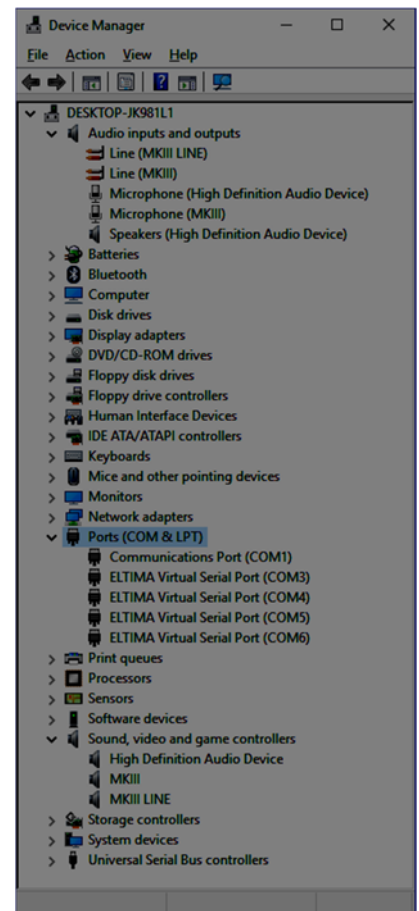 Device Manager
File Action View Help
DESKTOP-JK981L1
Audio inputs and outputs
Line (MKIII LINE)
Line (MKIII)
Microphone (High Definition Audio Device)
Microphone (MKIII)
Speakers (High Definition Audio Device)
Batteries
Bluetooth
Computer
Disk drives
Display adapters
DVD/CD-ROM drives
Floppy disk drives
Floppy drive controllers
Human Interface Devices
IDE ATA/ATAPI controllers
Keyboards
Mice and other pointing devices
Monitors
Network adapters
Ports (COM & LPT)
Communications Port (COM1)
ELTIMA Virtual Serial Port (COM3)
ELTIMA Virtual Serial Port (COM4)
ELTIMA Virtual Serial Port (COM5)
ELTIMA Virtual Serial Port (COM6)
Print queues
Processors
Sensors
Software devices
Sound, video and game controllers
High Definition Audio Device
MKIII
MKIII LINE
Storage controllers
System devices
Universal Serial Bus controllers